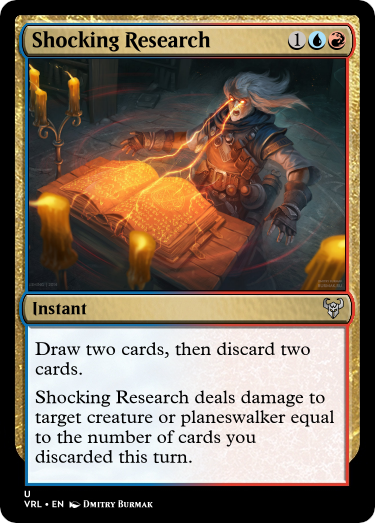 Shocking Research 1
Instant
Draw two cards, then discard two
cards.
Shocking Research deals damage to
target creature or planeswalker equal
to the number of cards you
discarded this turn.
U
VRL • EN Dmitry Burmak